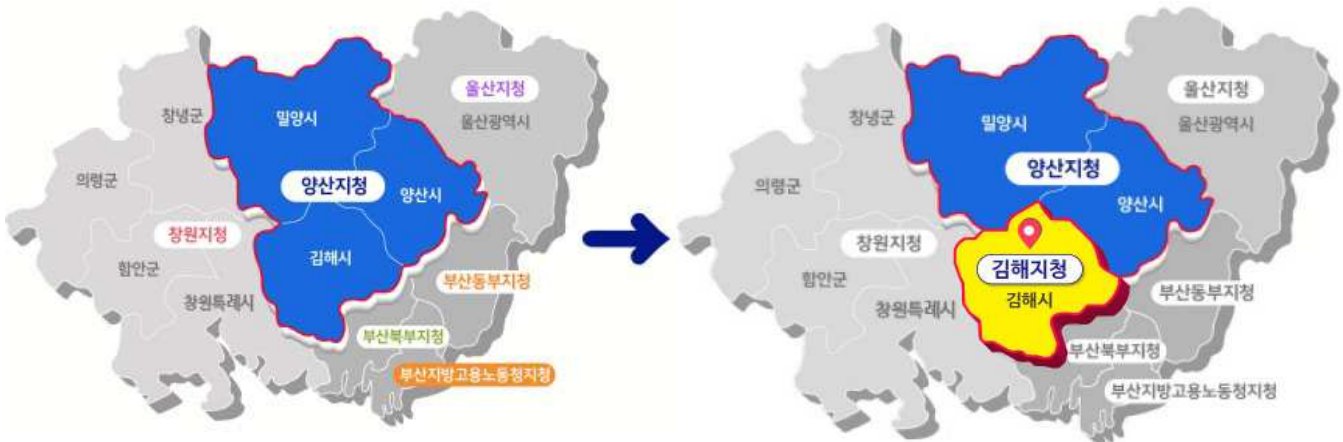 울산지청
창녕군
밀양시
울산광역시
의령군
양산지청
양산시
창원지청
김해시
함안군
부산동부지청
창원특례시
부산북부지청
부산지방고용노동청지청
울산지청
창녕군
밀양시
울산광역시
의령군
양산지청
양산시
창원지청
김해지청
함안군
김해시
부산동부지청
창원특례시
부산북부지청
부산지방고용노동청지청